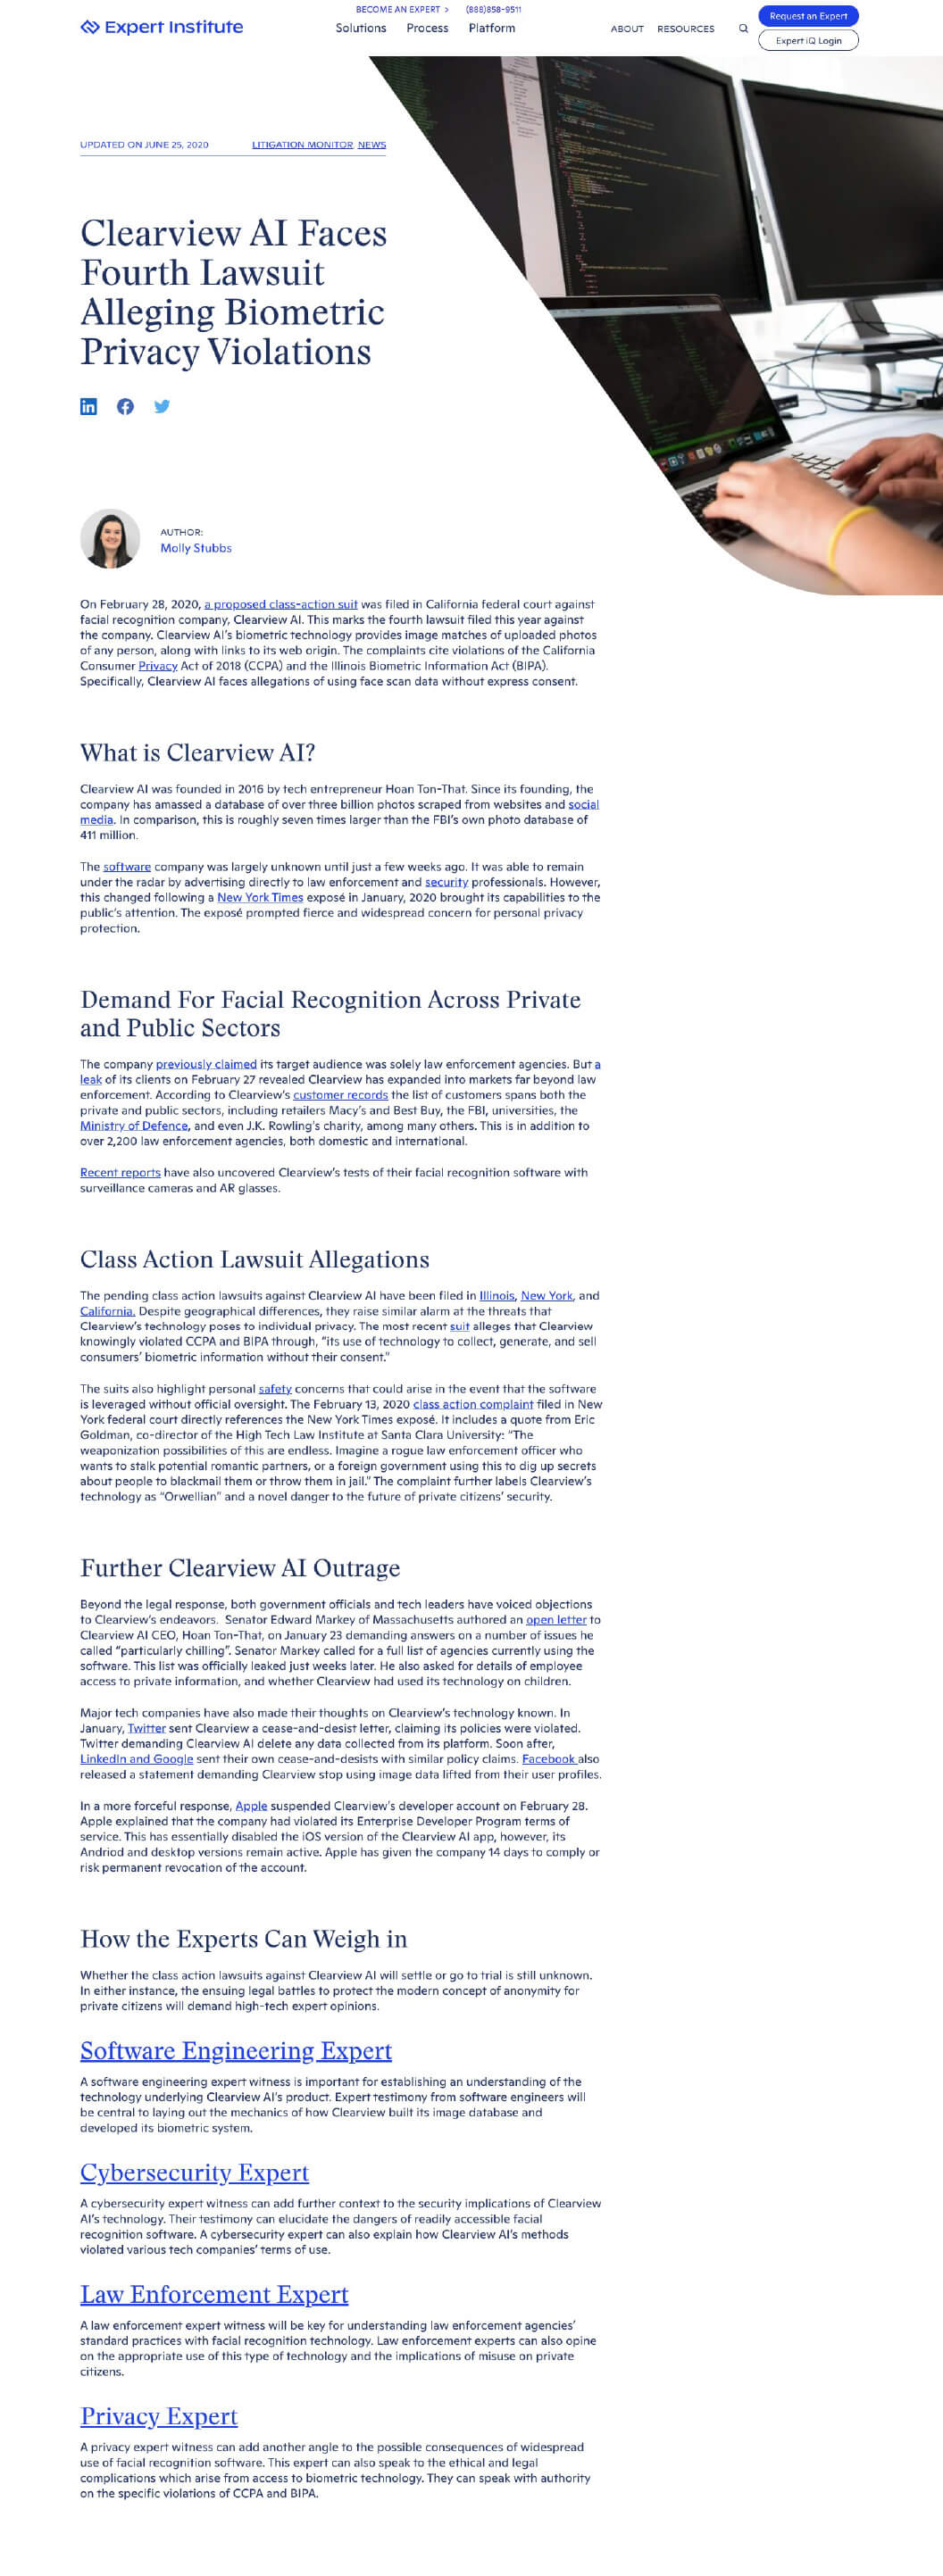 BECOME AN EXPERT >
(888)858-9511
Expert Institute
Solutions
Process
Platform
ABOUT
RESOURCES
Request an Expert
Expert iQ Login
UPDATED ON JUNE 25, 2020
LITIGATION MONITOR NEWS
Clearview AI Faces
Fourth Lawsuit
Alleging Biometric
Privacy Violations
AUTHOR:
Molly Stubbs
On February 28, 2020, a proposed class-action suit was filed in California federal court against
facial recognition company, Clearview AI. This marks the fourth lawsuit filed this year against
the company. Clearview AI's biometric technology provides image matches of uploaded photos
of any person, along with links to its web origin. The complaints cite violations of the California
Consumer Privacy Act of 2018 (CCPA) and the Illinois Biometric Information Act (BIPA).
Specifically, Clearview AI faces allegations of using face scan data without express consent.
What is Clearview AI?
Clearview AI was founded in 2016 by tech entrepreneur Hoan Ton-That. Since its founding, the
company has amassed a database of over three billion photos scraped from websites and social
media. In comparison, this is roughly seven times larger than the FBI's own photo database of
411 million.
The software company was largely unknown until just a few weeks ago. It was able to remain
under the radar by advertising directly to law enforcement and security professionals. However,
this changed following a New York Times exposé in January, 2020 brought its capabilities to the
public's attention. The exposé prompted fierce and widespread concern for personal privacy
protection.
Demand For Facial Recognition Across Private
and Public Sectors
The company previously claimed its target audience was solely law enforcement agencies. But a
leak of its clients on February 27 revealed Clearview has expanded into markets far beyond law
enforcement. According to Clearview's customer records the list of customers spans both the
private and public sectors, including retailers Macy's and Best Buy, the FBI, universities, the
Ministry of Defence, and even J.K. Rowling's charity, among many others. This is in addition to
over 2,200 law enforcement agencies, both domestic and international.
Recent reports have also uncovered Clearview's tests of their facial recognition software with
surveillance cameras and AR glasses.
Class Action Lawsuit Allegations
The pending class action lawsuits against Clearview AI have been filed in Illinois, New York, and
California. Despite geographical differences, they raise similar alarm at the threats that
Clearview's technology poses to individual privacy. The most recent suit alleges that Clearview
knowingly violated CCPA and BIPA through, "its use of technology to collect, generate, and sell
consumers' biometric information without their consent."
The suits also highlight personal safety concerns that could arise in the event that the software
is leveraged without official oversight. The February 13, 2020 class action complaint filed in New
York federal court directly references the New York Times exposé. It includes a quote from Eric
Goldman, co-director of the High Tech Law Institute at Santa Clara University: "The
weaponization possibilities of this are endless. Imagine a rogue law enforcement officer who
wants to stalk potential romantic partners, or a foreign government using this to dig up secrets
about people to blackmail them or throw them in jail." The complaint further labels Clearview's
technology as "Orwellian" and a novel danger to the future of private citizens' security.
Further Clearview AI Outrage
Beyond the legal response, both government officials and tech leaders have voiced objections
to Clearview's endeavors. Senator Edward Markey of Massachusetts authored an open letter to
Clearview AI CEO, Hoan Ton-That, on January 23 demanding answers on a number of issues he
called "particularly chilling". Senator Markey called for a full list of agencies currently using the
software. This list was officially leaked just weeks later. He also asked for details of employee
access to private information, and whether Clearview had used its technology on children.
Major tech companies have also made their thoughts on Clearview's technology known. In
January, Twitter sent Clearview a cease-and-desist letter, claiming its policies were violated.
Twitter demanding Clearview AI delete any data collected from its platform. Soon after,
LinkedIn and Google sent their own cease-and-desists with similar policy claims. Facebook also
released a statement demanding Clearview stop using image data lifted from their user profiles.
In a more forceful response, Apple suspended Clearview's developer account on February 28.
Apple explained that the company had violated its Enterprise Developer Program terms of
service. This has essentially disabled the iOS version of the Clearview AI app, however, its
Andriod and desktop versions remain active. Apple has given the company 14 days to comply or
risk permanent revocation of the account.
How the Experts Can Weigh in
Whether the class action lawsuits against Clearview AI will settle or go to trial is still unknown.
In either instance, the ensuing legal battles to protect the modern concept of anonymity for
private citizens will demand high-tech expert opinions.
Software Engineering Expert
A software engineering expert witness is important for establishing an understanding of the
technology underlying Clearview AI's product. Expert testimony from software engineers will
be central to laying out the mechanics of how Clearview built its image database and
developed its biometric system.
Cybersecurity Expert
A cybersecurity expert witness can add further context to the security implications of Clearview
AI's technology. Their testimony can elucidate the dangers of readily accessible facial
recognition software. A cybersecurity expert can also explain how Clearview AI's methods
violated various tech companies' terms of use.
Law Enforcement Expert
A law enforcement expert witness will be key for understanding law enforcement agencies'
standard practices with facial recognition technology. Law enforcement experts can also opine
on the appropriate use of this type of technology and the implications of misuse on private
citizens.
Privacy Expert
A privacy expert witness can add another angle to the possible consequences of widespread
use of facial recognition software. This expert can also speak to the ethical and legal
complications which arise from access to biometric technology. They can speak with authority
on the specific violations of CCPA and BIPA.